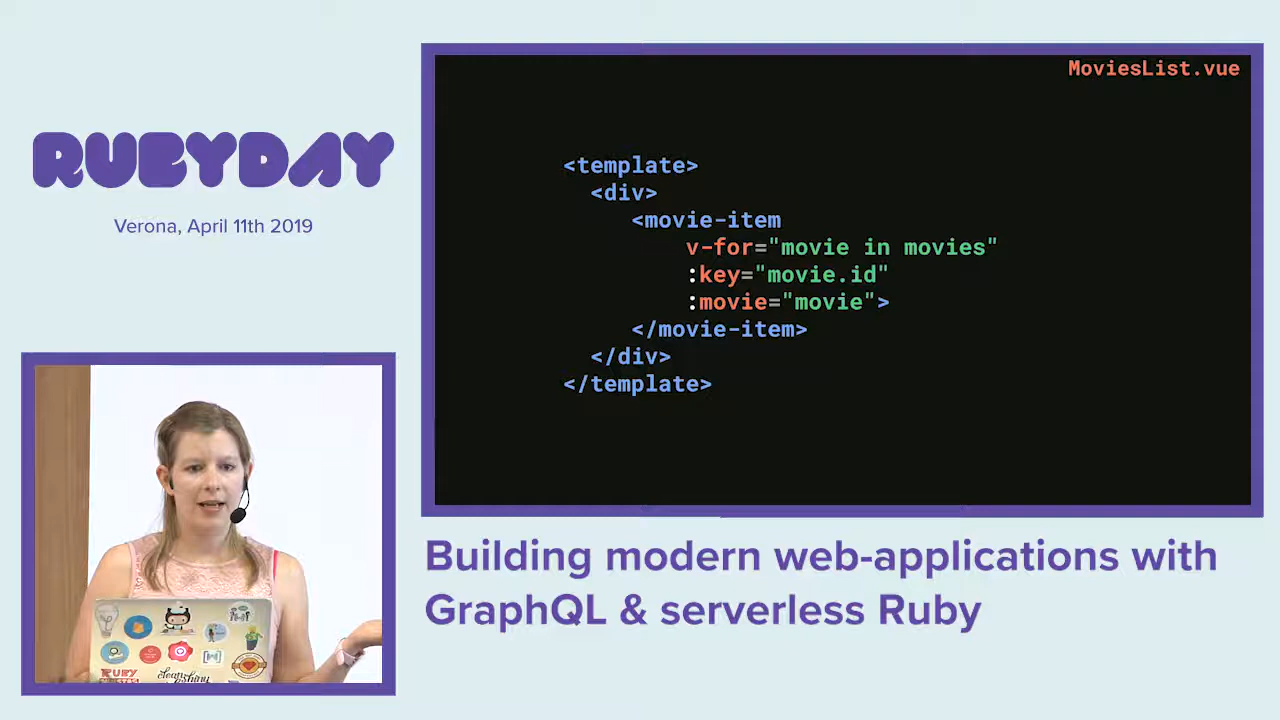 RUBYDAY
Verona, April 11th 2019
MoviesList.vue
<template>
<div>
<movie-item
v-for="movie in movies"
:key="movie.id"
:movie="movie">
</movie-item>
</div>
</template>
Building modern web-applications with
GraphQL & serverless Ruby
RUBY